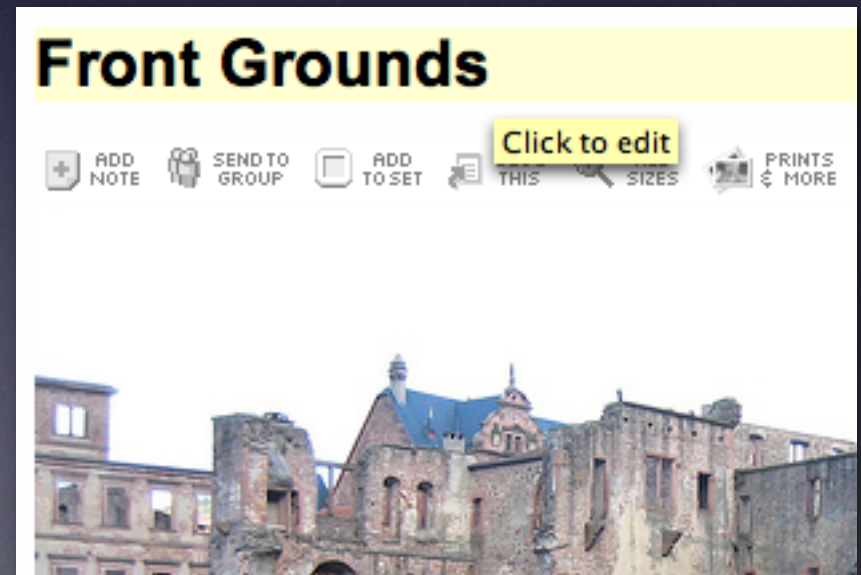 Front Grounds
Click to edit
ADD
NOTE
SEND TO
GROUP
ADD
TO SET
THIS
SIZES
PRINTS
& MORE